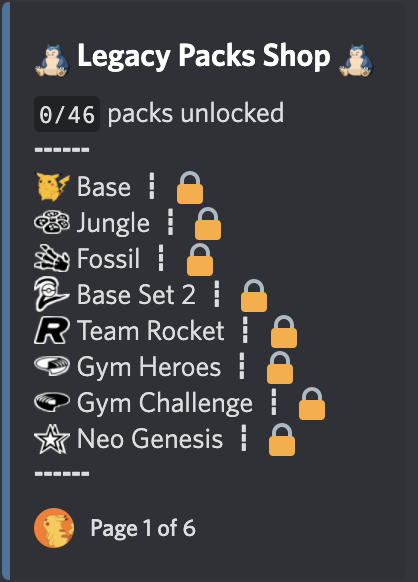 Legacy Packs Shop
0/46 packs unlocked
------
Base ┋
Jungle ┋
Fossil ┋
Base Set 2 ┋
R Team Rocket ┋
Gym Heroes ┋
Gym Challenge ┋
Neo Genesis ┋
------
Page 1 of 6